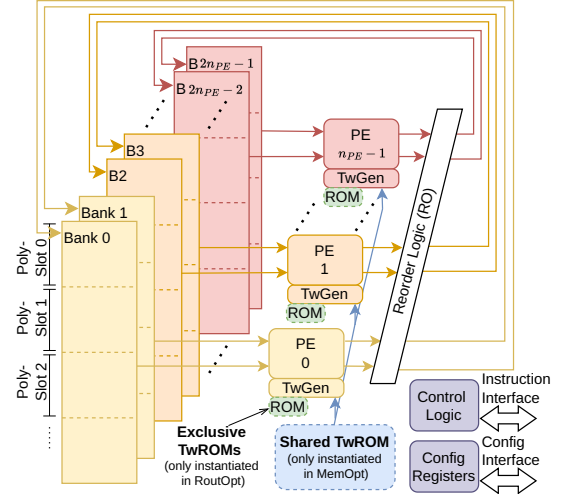 B 2n_PE − 1
B 2n_PE − 2
B3
B2
Bank 1
Bank 0
Poly-
Slot 0
Poly-
Slot 1
Poly-
Slot 2
PE
n_PE − 1
TwGen
ROM
PE
1
TwGen
ROM
PE
0
TwGen
ROM
Reorder Logic (RO)
Exclusive
TwROMs
(only instantiated
in RoutOpt)
Shared TwROM
(only instantiated
in MemOpt)
Control
Logic
Instruction
Interface
Config
Registers
Config
Interface